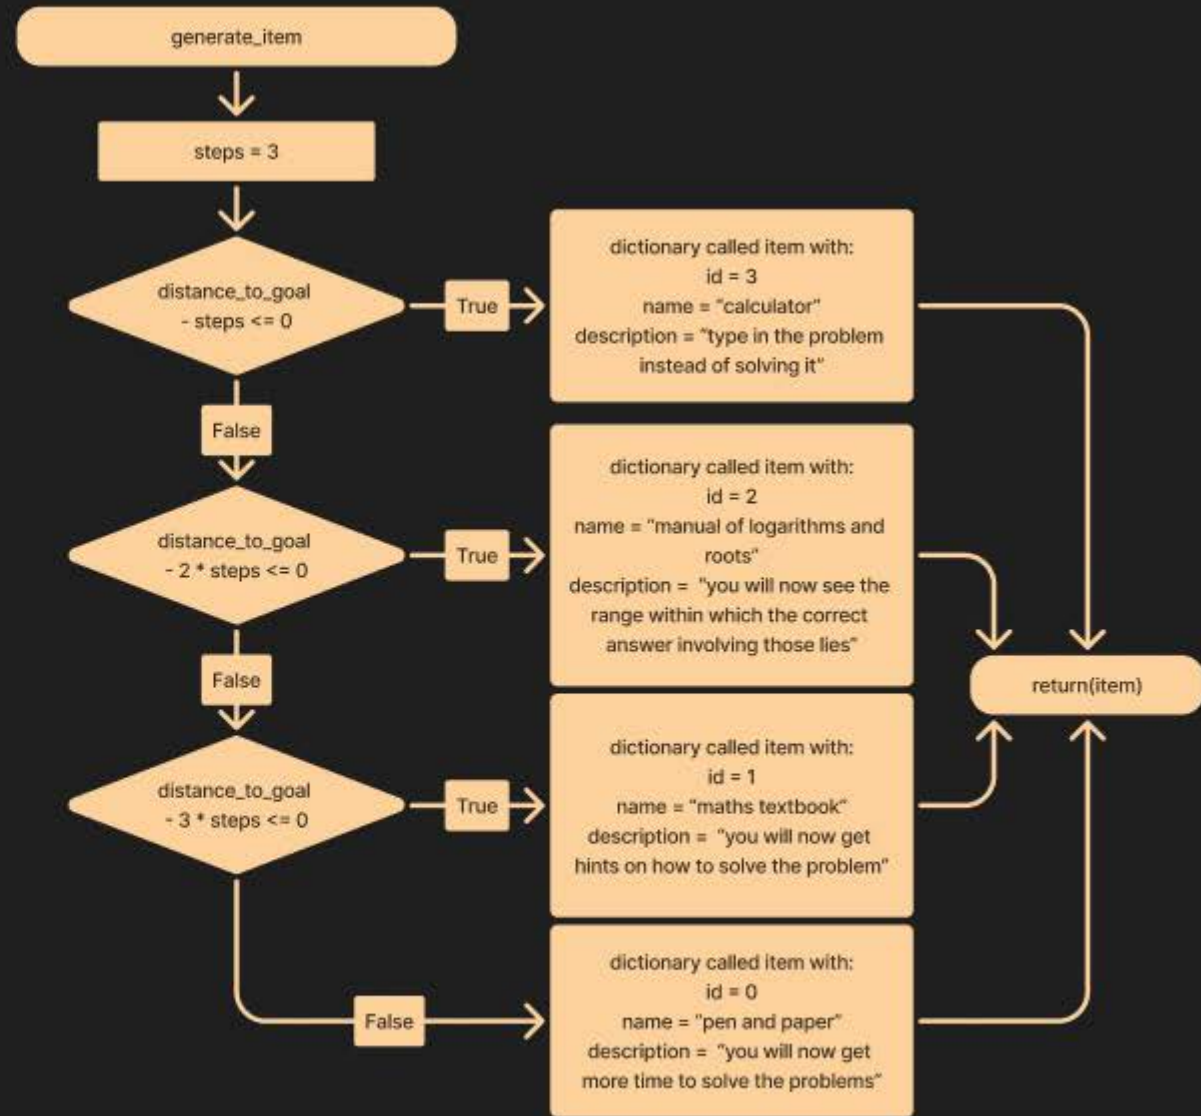 generate_item
steps = 3
distance_to_goal
- steps <= 0
True
dictionary called item with:
id = 3
name = "calculator"
description = "type in the problem
instead of solving it"
False
distance_to_goal
- 2 * steps <= 0
True
dictionary called item with:
id = 2
name = "manual of logarithms and
roots"
description =  "you will now see the
range within which the correct
answer involving those lies"
return(item)
False
distance_to_goal
- 3 * steps <= 0
True
dictionary called item with:
id = 1
name = "maths textbook"
description =  "you will now get
hints on how to solve the problem"
False
dictionary called item with:
id = 0
name = "pen and paper"
description =  "you will now get
more time to solve the problems"